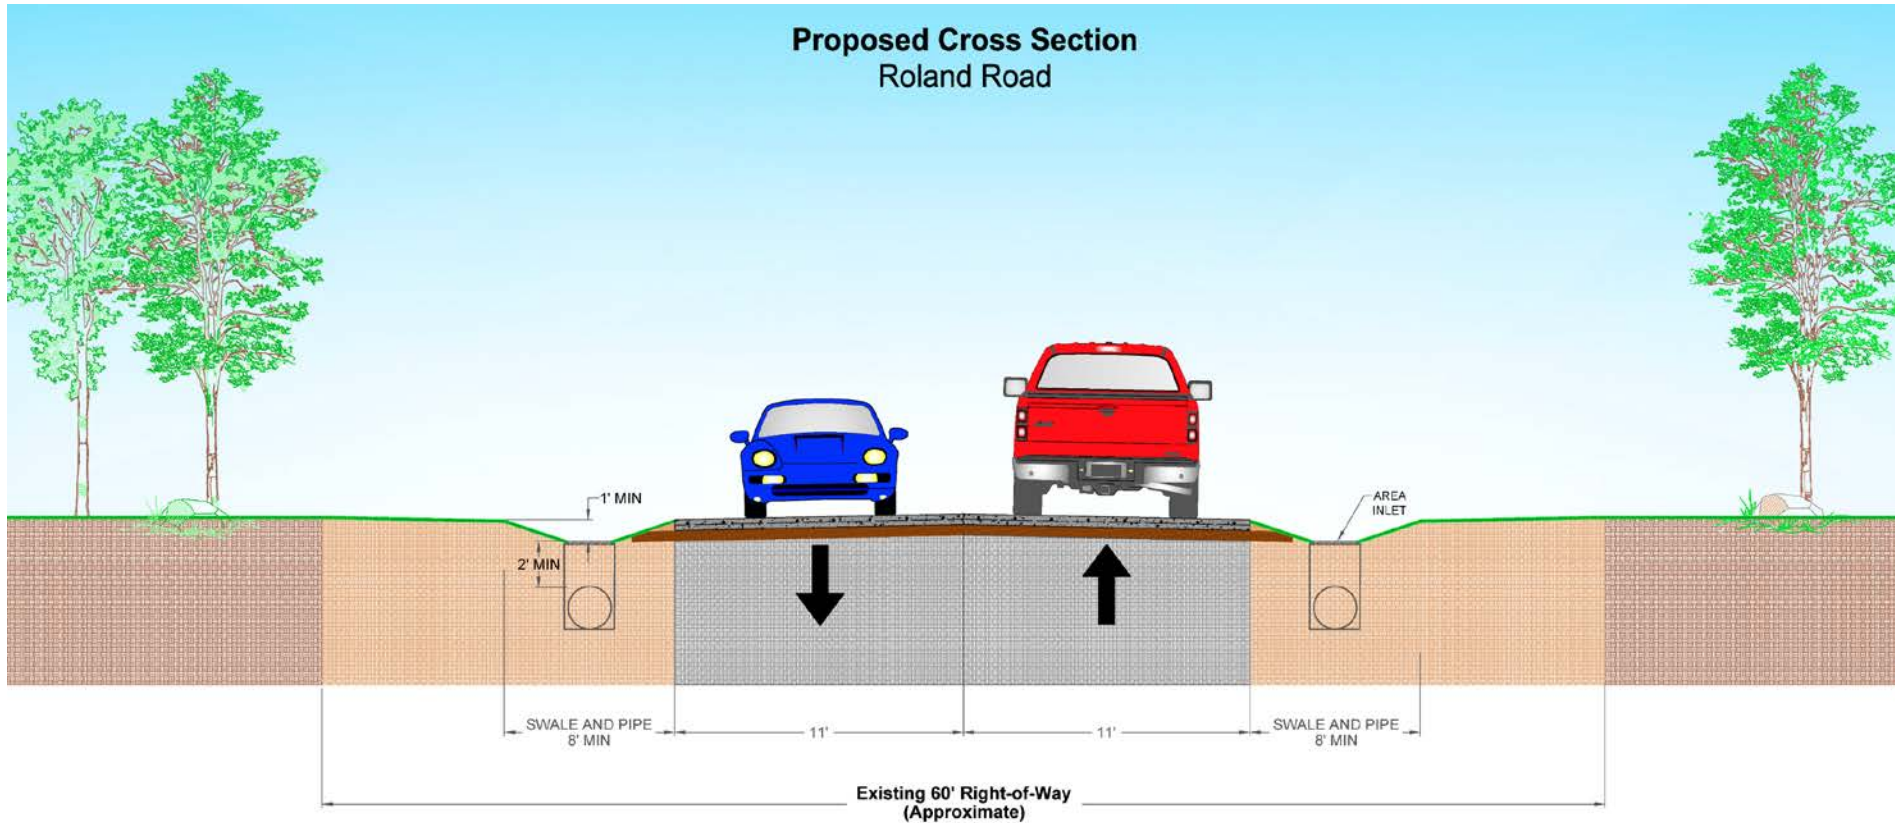 Proposed Cross Section
Roland Road
1' MIN
AREA
INLET
2' MIN
SWALE AND PIPE
8' MIN
11'
11'
SWALE AND PIPE
8' MIN
Existing 60' Right-of-Way
(Approximate)